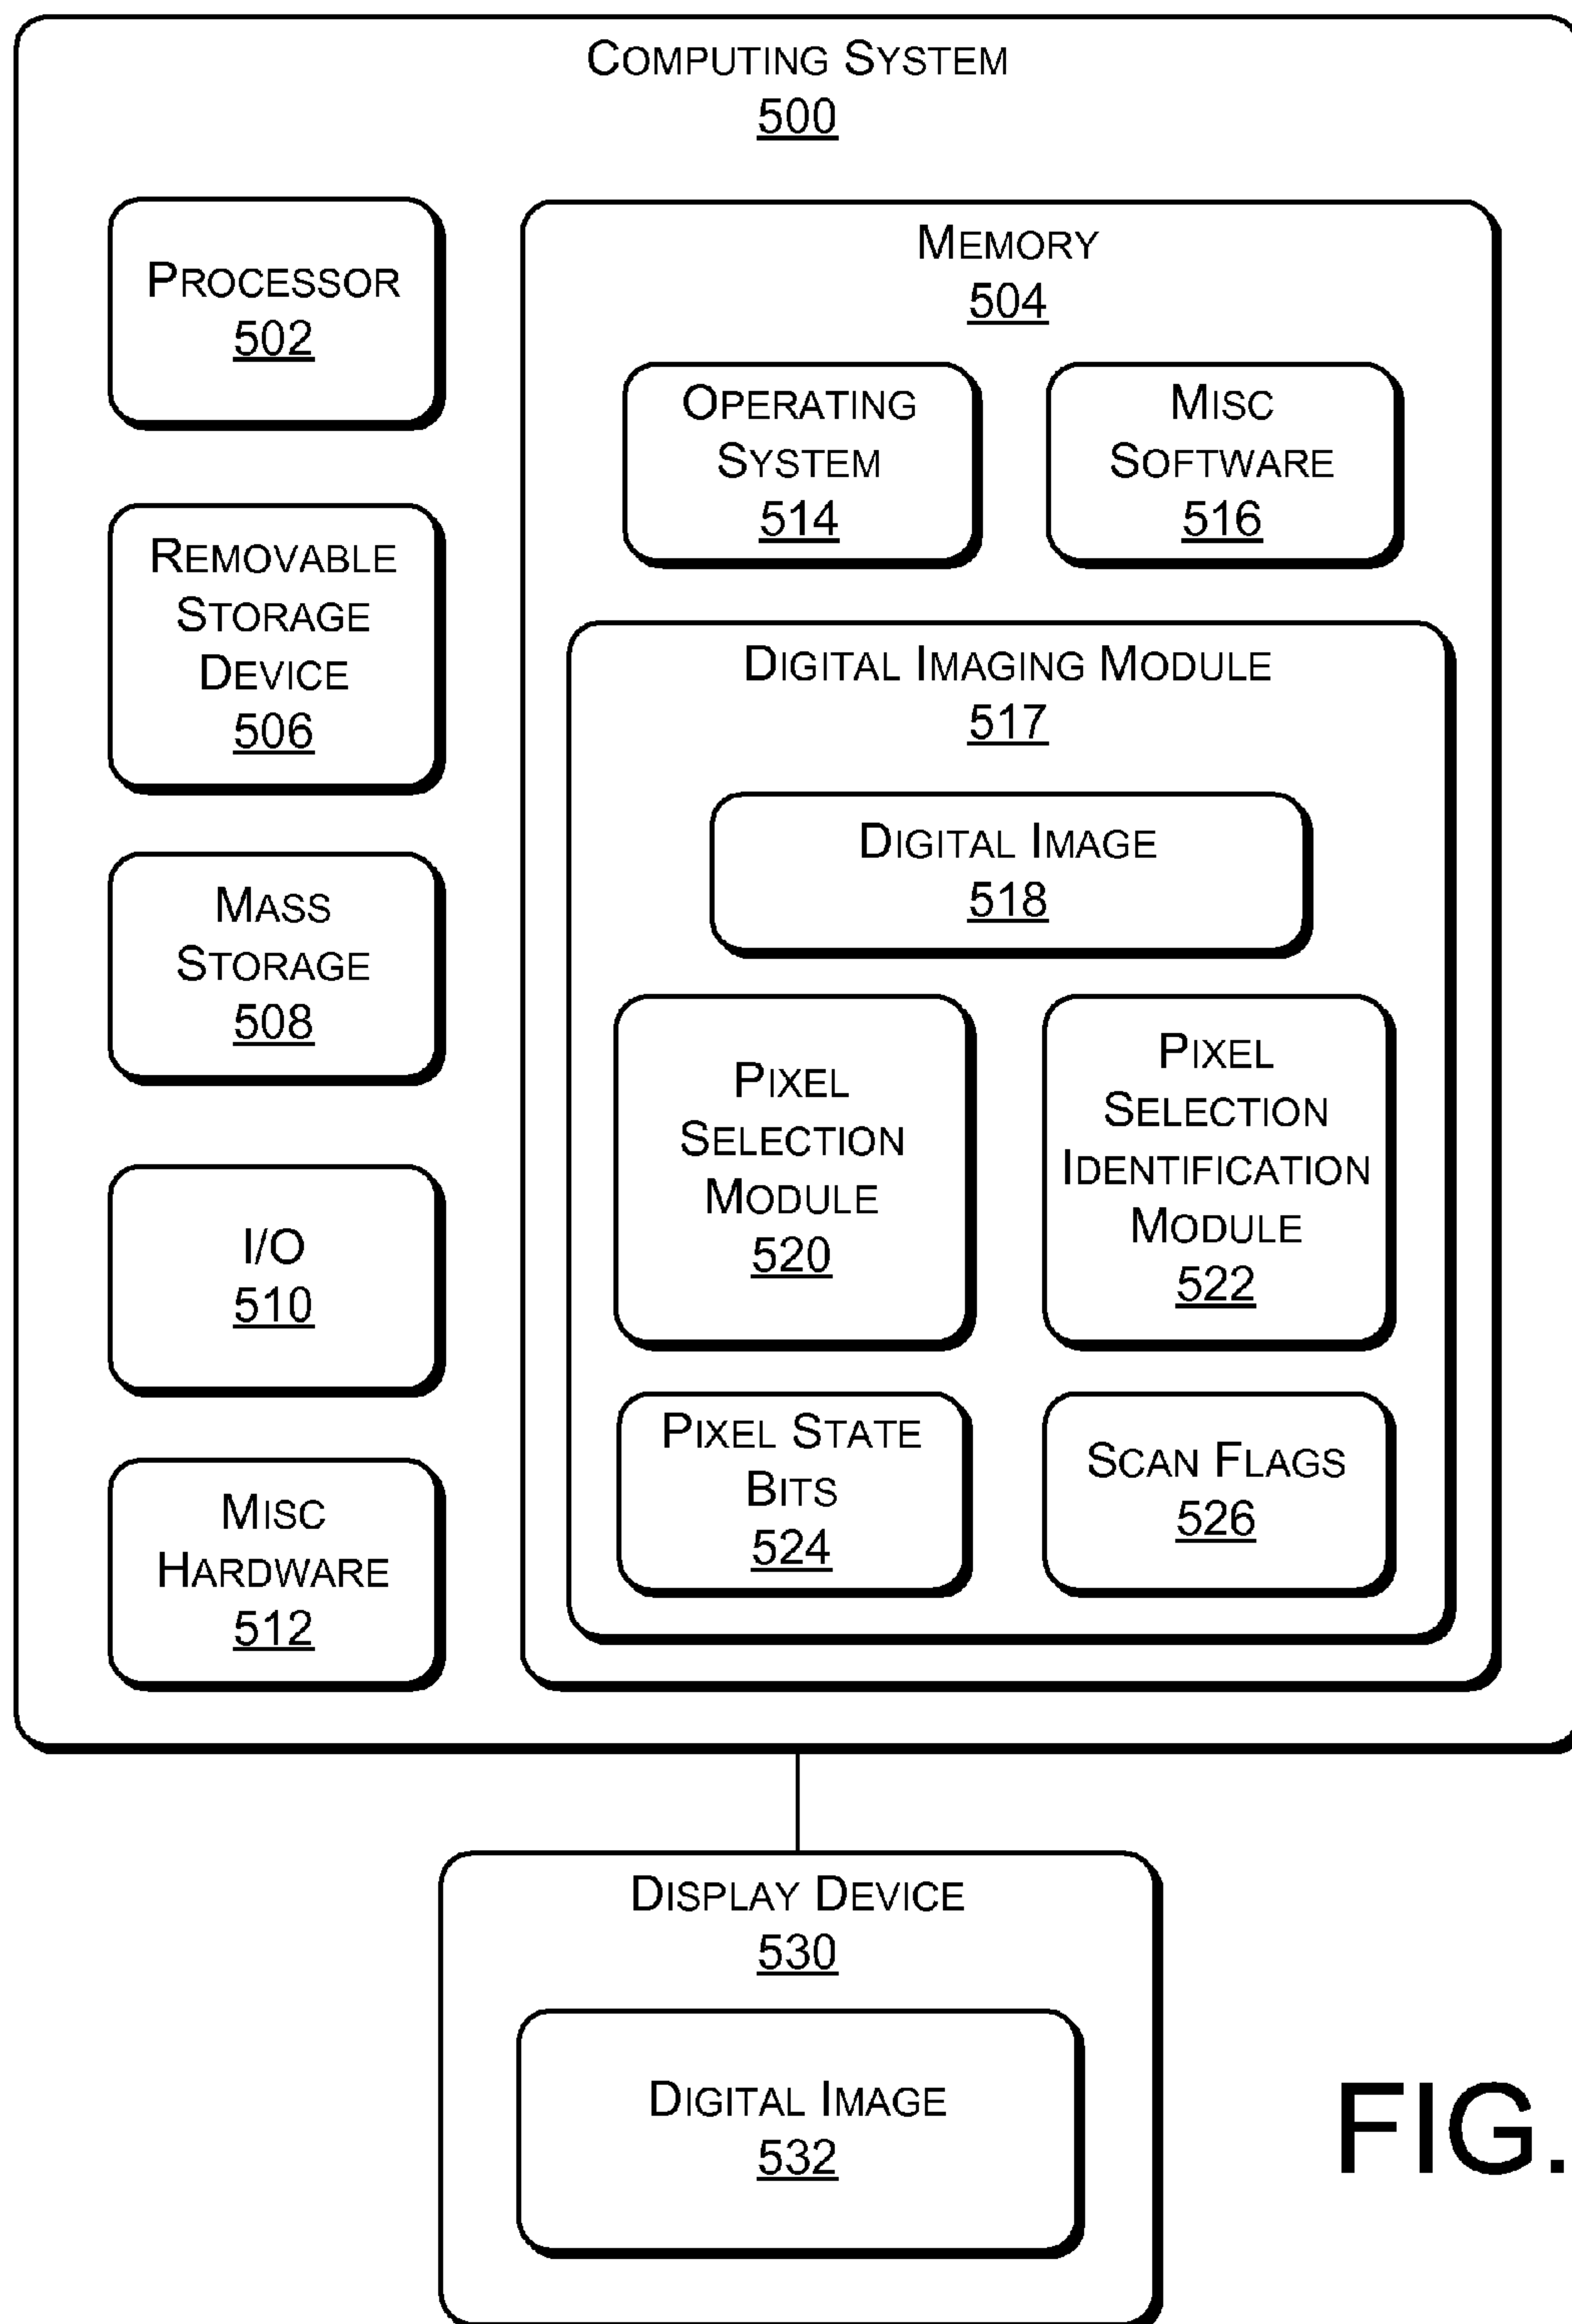 COMPUTING SYSTEM
500
PROCESSOR
502
REMOVABLE
STORAGE
DEVICE
506
MASS
STORAGE
508
I/O
510
MISC
HARDWARE
512
MEMORY
504
OPERATING
SYSTEM
514
MISC
SOFTWARE
516
DIGITAL IMAGING MODULE
517
DIGITAL IMAGE
518
PIXEL
SELECTION
MODULE
520
PIXEL
SELECTION
IDENTIFICATION
MODULE
522
PIXEL STATE
BITS
524
SCAN FLAGS
526
DISPLAY DEVICE
530
DIGITAL IMAGE
532
FIG.